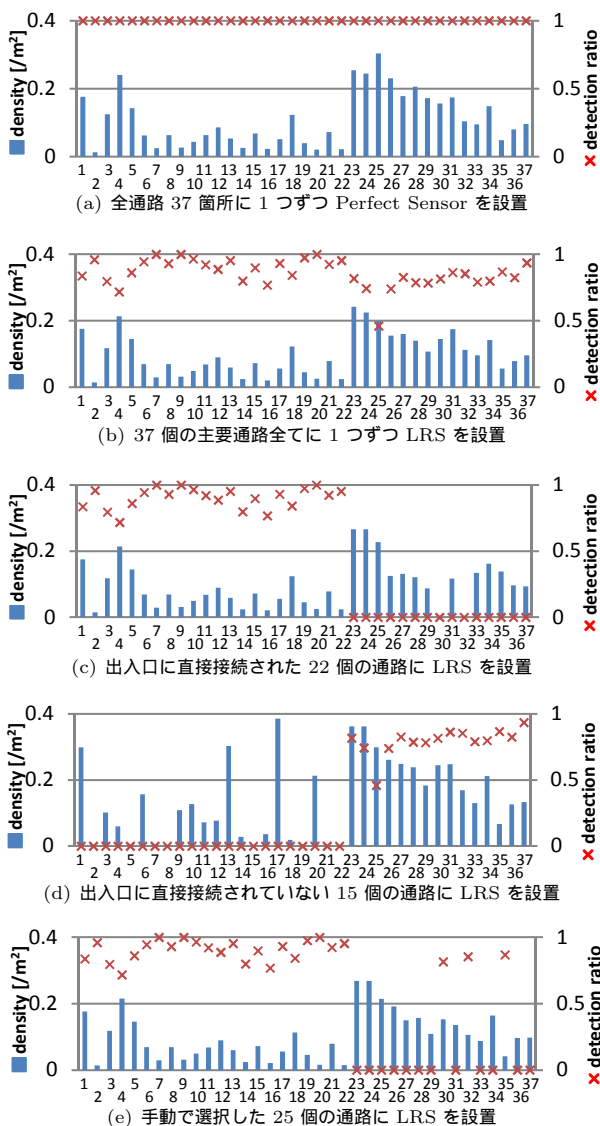 0.4
0.2
0
density [/m²]
1
0.5
0
detection ratio
1 3 5 7 9 11 13 15 17 19 21 23 25 27 29 31 33 35 37
2 4 6 8 10 12 14 16 18 20 22 24 26 28 30 32 34 36
(a) 全通路 37 箇所に 1 つずつ Perfect Sensor を設置
0.4
0.2
0
density [/m²]
1
0.5
0
detection ratio
1 3 5 7 9 11 13 15 17 19 21 23 25 27 29 31 33 35 37
2 4 6 8 10 12 14 16 18 20 22 24 26 28 30 32 34 36
(b) 37 個の主要通路全てに 1 つずつ LRS を設置
0.4
0.2
0
density [/m²]
1
0.5
0
detection ratio
1 3 5 7 9 11 13 15 17 19 21 23 25 27 29 31 33 35 37
2 4 6 8 10 12 14 16 18 20 22 24 26 28 30 32 34 36
(c) 出入口に直接接続された 22 個の通路に LRS を設置
0.4
0.2
0
density [/m²]
1
0.5
0
detection ratio
1 3 5 7 9 11 13 15 17 19 21 23 25 27 29 31 33 35 37
2 4 6 8 10 12 14 16 18 20 22 24 26 28 30 32 34 36
(d) 出入口に直接接続されていない 15 個の通路に LRS を設置
0.4
0.2
0
density [/m²]
1
0.5
0
detection ratio
1 3 5 7 9 11 13 15 17 19 21 23 25 27 29 31 33 35 37
2 4 6 8 10 12 14 16 18 20 22 24 26 28 30 32 34 36
(e) 手動で選択した 25 個の通路に LRS を設置